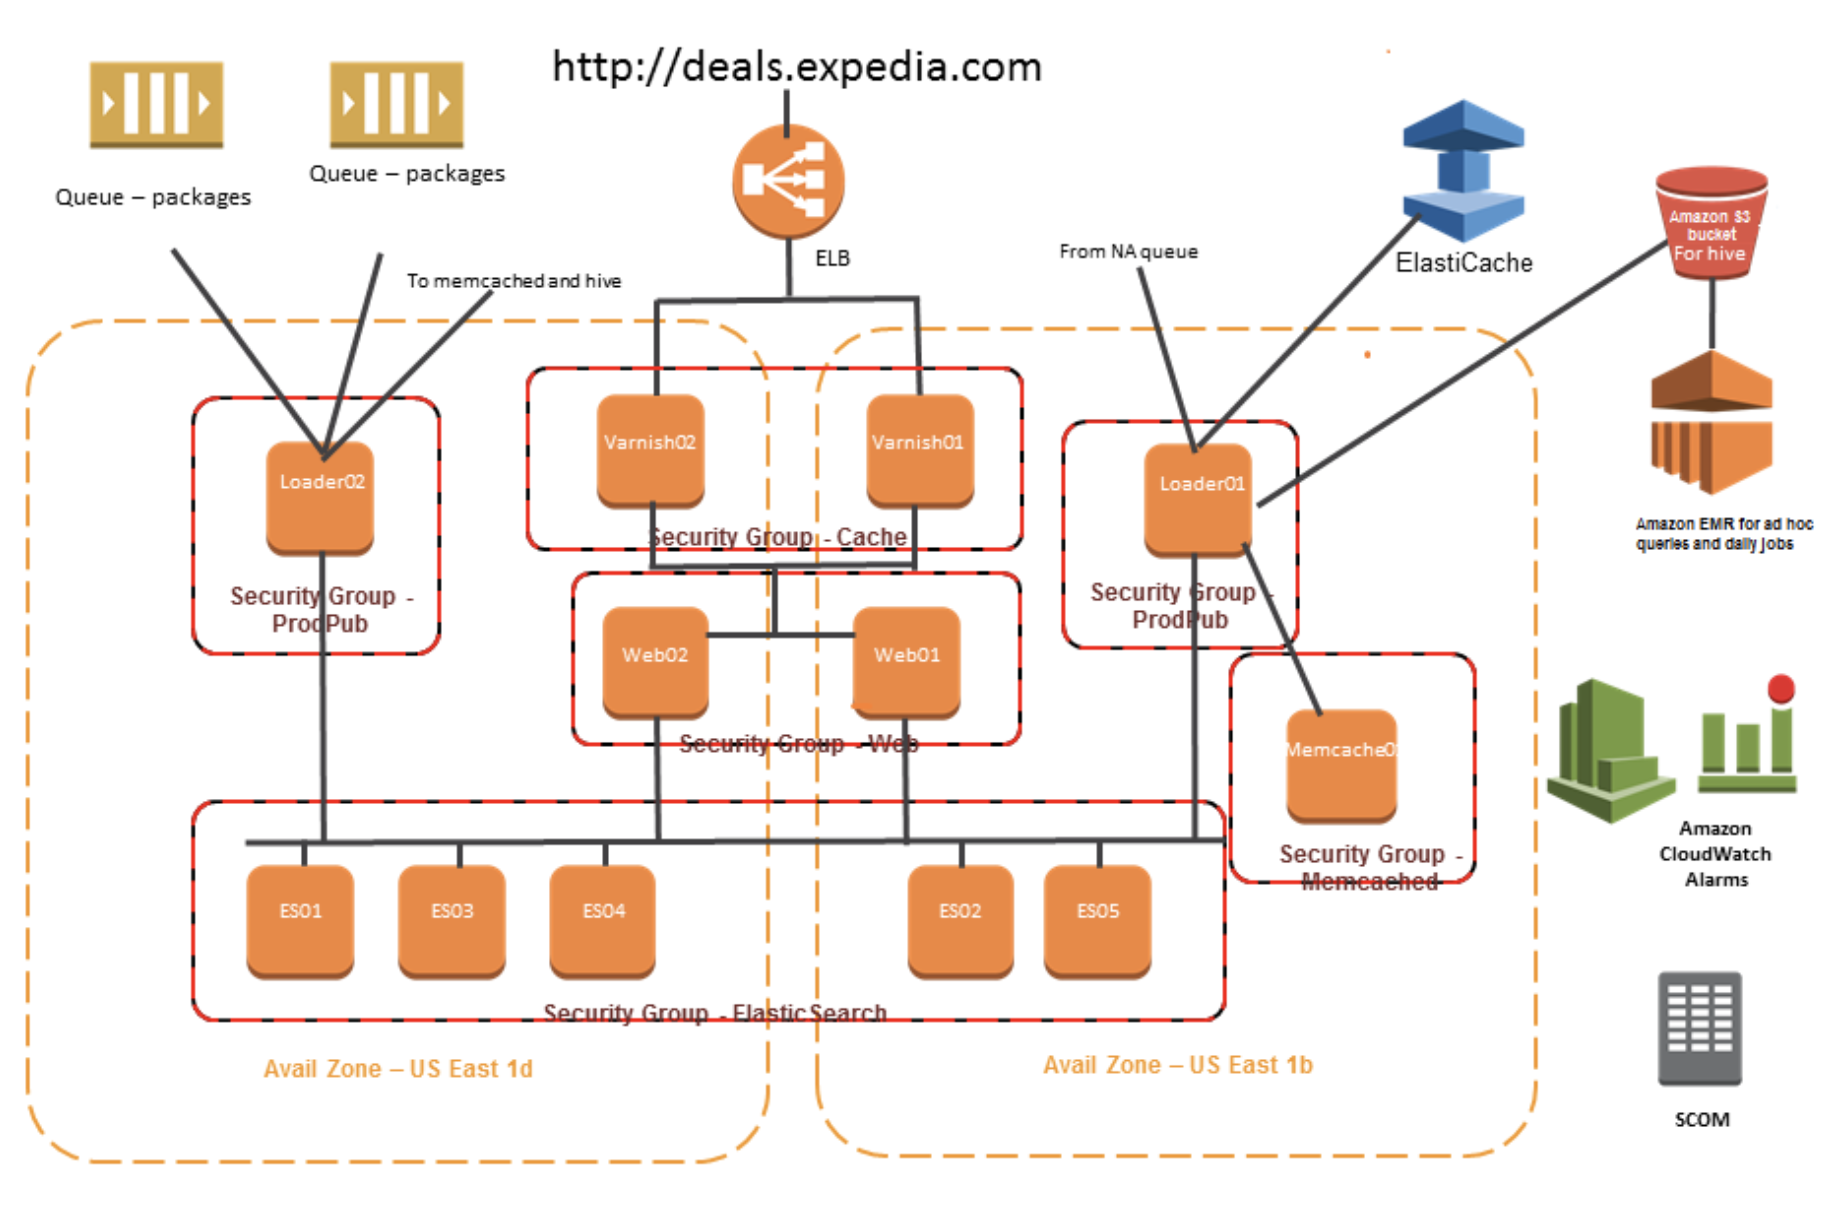 http://deals.expedia.com
Queue – packages
Queue – packages
ELB
To memcached and hive
From NA queue
ElastiCache
Amazon S3
bucket
For hive
Varnish02
Varnish01
Loader02
Loader01
Security Group - Cache
Amazon EMR for ad hoc
queries and daily jobs
Security Group -
ProdPub
Security Group -
ProdPub
Web02
Web01
Security Group - Web
Security Group -
Memcached
Amazon
CloudWatch
Alarms
ES01
ES03
ES04
ES02
ES05
Security Group - ElasticSearch
Avail Zone – US East 1d
Avail Zone – US East 1b
SCOM